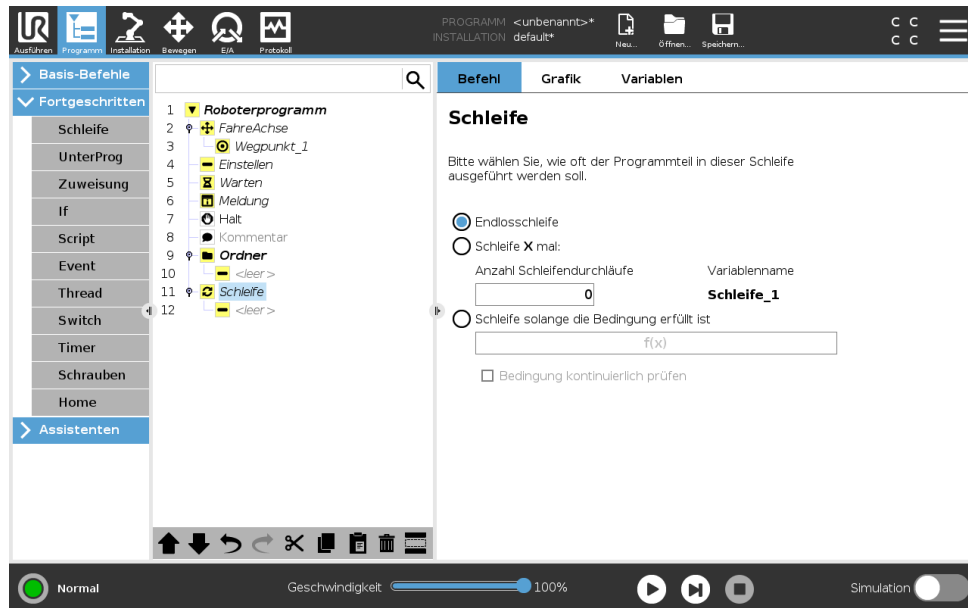 UR
Ausführen Programm Installation Bewegen E/A Protokoll
PROGRAMM <unbenannt>*
INSTALLATION default*
Neu... Öffnen... Speichern...
C C
C C
Basis-Befehle
Fortgeschritten
Schleife
UnterProg
Zuweisung
If
Script
Event
Thread
Switch
Timer
Schrauben
Home
Assistenten
1 Roboterprogramm
2 FahreAchse
3 Wegpunkt_1
4 Einstellen
5 Warten
6 Meldung
7 Halt
8 Kommentar
9 Ordner
10 <leer>
11 Schleife
12 <leer>
Befehl Grafik Variablen
Schleife
Bitte wählen Sie, wie oft der Programmteil in dieser Schleife
ausgeführt werden soll.
Endlosschleife
Schleife X mal:
Anzahl Schleifendurchläufe Variablenname
0 Schleife_1
Schleife solange die Bedingung erfüllt ist
f(x)
Bedingung kontinuierlich prüfen
Normal Geschwindigkeit 100% Simulation